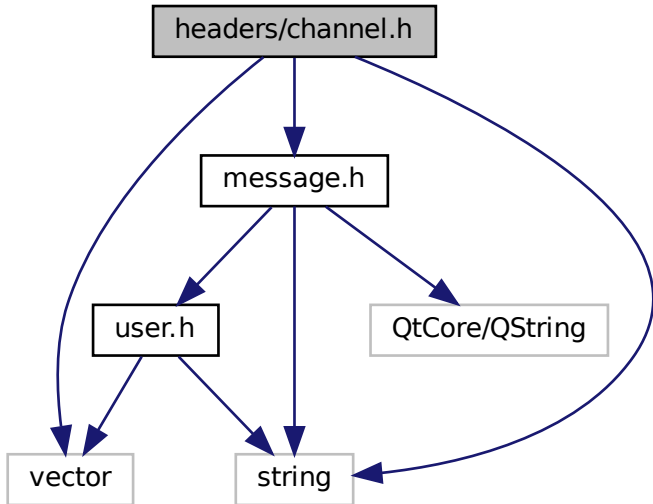 headers/channel.h
message.h
user.h
QtCore/QString
vector
string